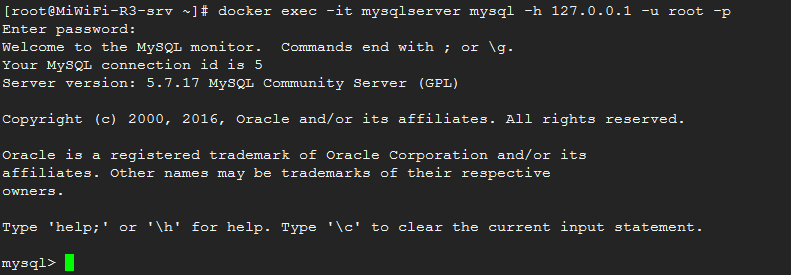 [root@MiWiFi-R3-srv ~]# docker exec -it mysqlserver mysql -h 127.0.0.1 -u root -p
Enter password:
Welcome to the MySQL monitor.  Commands end with ; or \g.
Your MySQL connection id is 5
Server version: 5.7.17 MySQL Community Server (GPL)
Copyright (c) 2000, 2016, Oracle and/or its affiliates. All rights reserved.
Oracle is a registered trademark of Oracle Corporation and/or its
affiliates. Other names may be trademarks of their respective
owners.
Type 'help;' or '\h' for help. Type '\c' to clear the current input statement.
mysql>